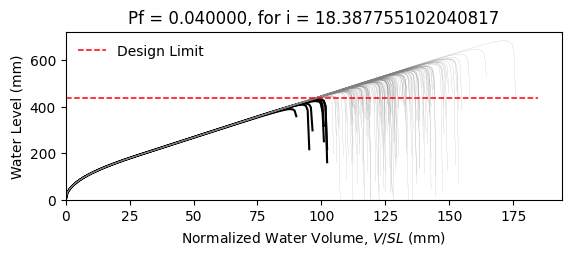 Pf = 0.040000, for i = 18.387755102040817
Design Limit
Water Level (mm)
600
400
200
0
0 25 50 75 100 125 150 175
Normalized Water Volume, V/SL (mm)